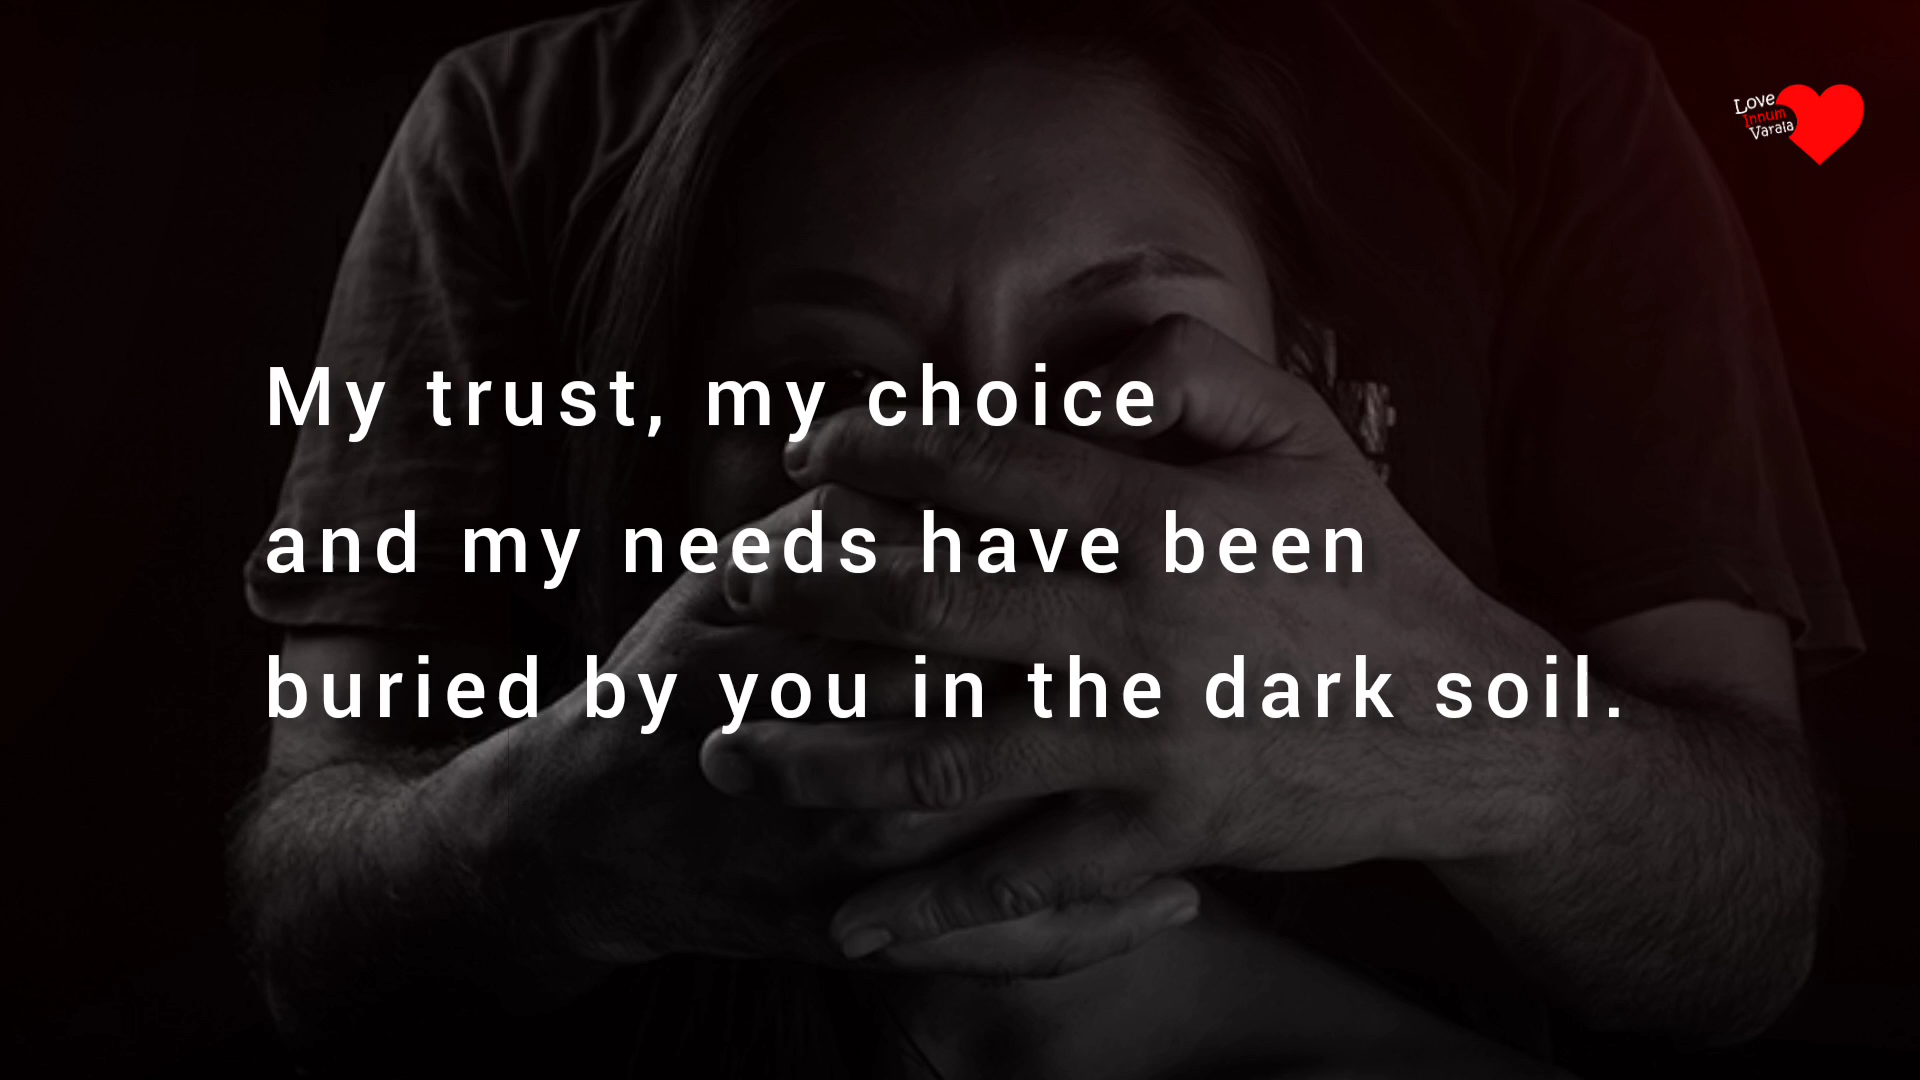 Love
Innum
Varala
My trust, my choice
and my needs have been
buried by you in the dark soil.